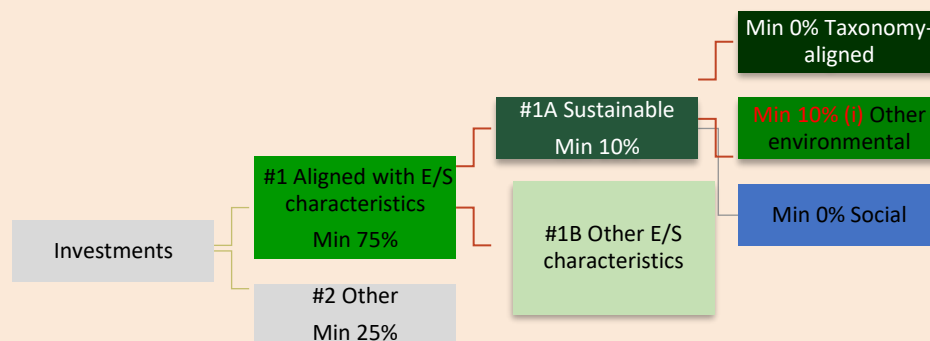 Min 0% Taxonomy-
aligned
#1A Sustainable
Min 10%
Min 10% (i) Other
environmental
#1 Aligned with E/S
characteristics
Min 75%
Min 0% Social
#1B Other E/S
characteristics
Investments
#2 Other
Min 25%